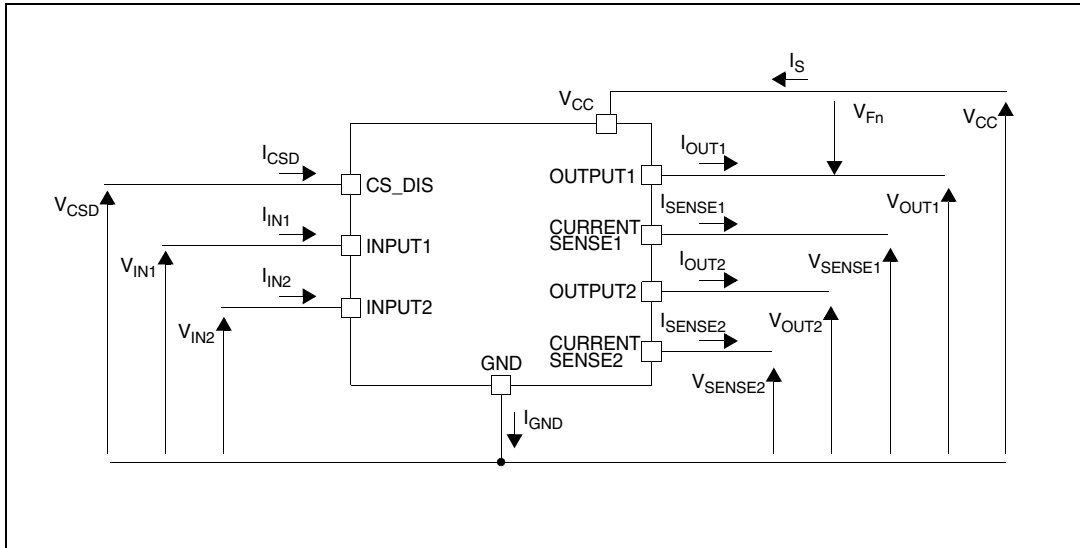 I_S
V_CC
V_Fn
V_CC
I_CSD
I_OUT1
CS_DIS
OUTPUT1
V_CSD
V_OUT1
I_IN1
I_SENSE1
CURRENT
SENSE1
INPUT1
V_IN1
V_SENSE1
I_IN2
I_OUT2
INPUT2
OUTPUT2
V_IN2
V_OUT2
I_SENSE2
CURRENT
SENSE2
GND
V_SENSE2
I_GND